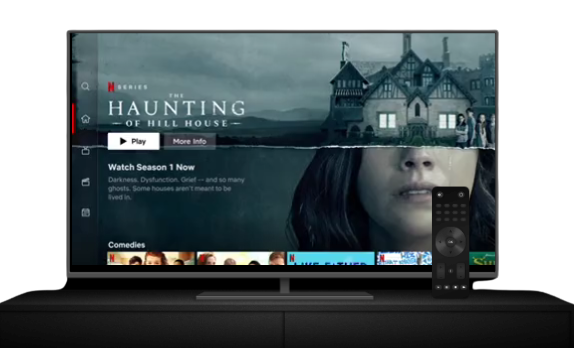 N SERIES
THE
HAUNTING
OF HILL HOUSE
Play
More Info
Watch Season 1 Now
Darkness. Dysfunction. Grief — and so many
ghosts. Some houses aren't meant to be
lived in.
Comedies
LIKE FATHER